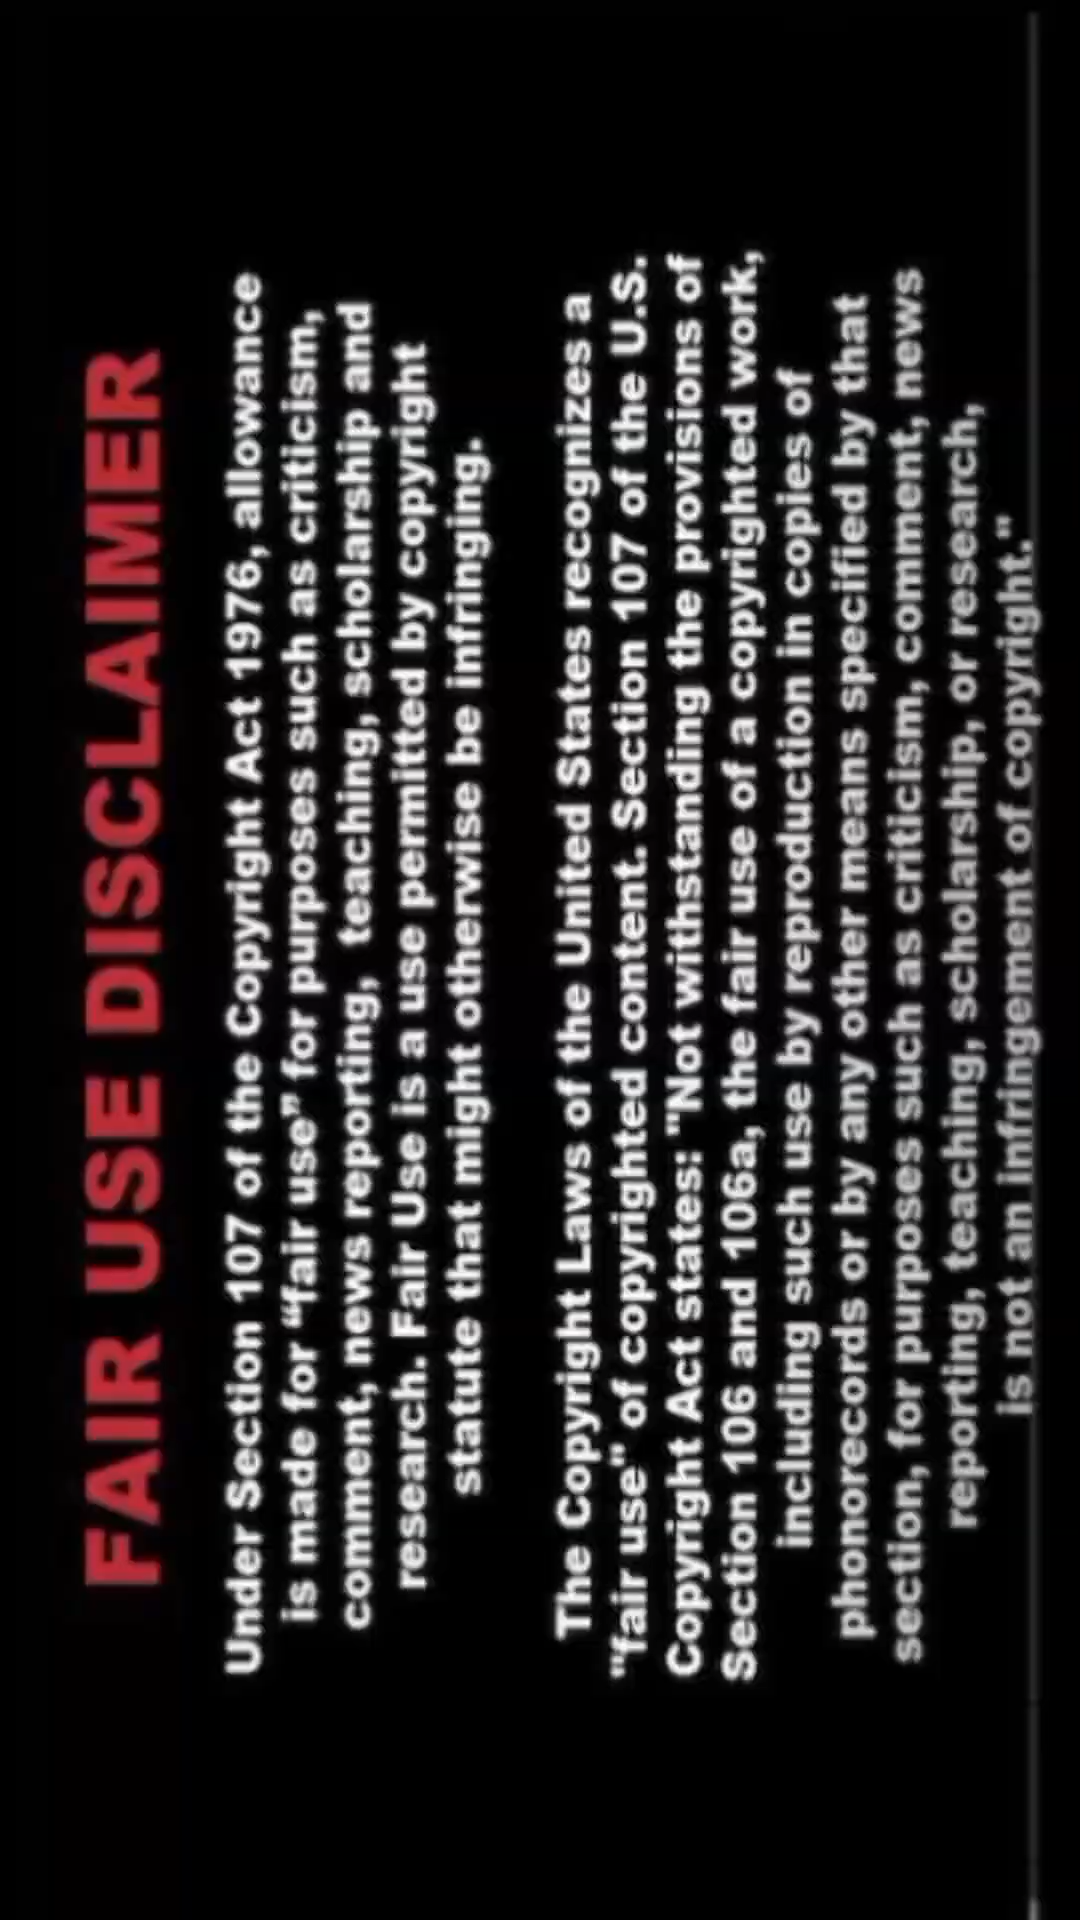 FAIR USE DISCLAIMER
Under Section 107 of the Copyright Act 1976, allowance
is made for “fair use” for purposes such as criticism,
comment, news reporting, teaching, scholarship and
research. Fair Use is a use permitted by copyright
statute that might otherwise be infringing.
The Copyright Laws of the United States recognizes a
"fair use" of copyrighted content. Section 107 of the U.S.
Copyright Act states: "Not withstanding the provisions of
Section 106 and 106a, the fair use of a copyrighted work,
including such use by reproduction in copies of
phonorecords or by any other means specified by that
section, for purposes such as criticism, comment, news
reporting, teaching, scholarship, or research,
is not an infringement of copyright."